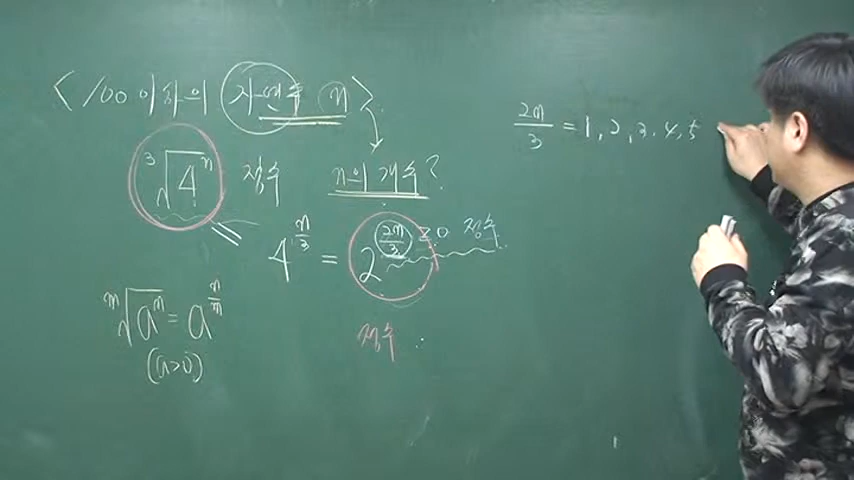 <100 이하의 자연수 n>
³√4ⁿ 정수 n의 개수?
4^(n/3) = 2^(2n/3) ≥0 정수
정수
ᵐ√aⁿ = a^(n/m)
(a>0)
2n/3 = 1, 2, 3, 4, 5